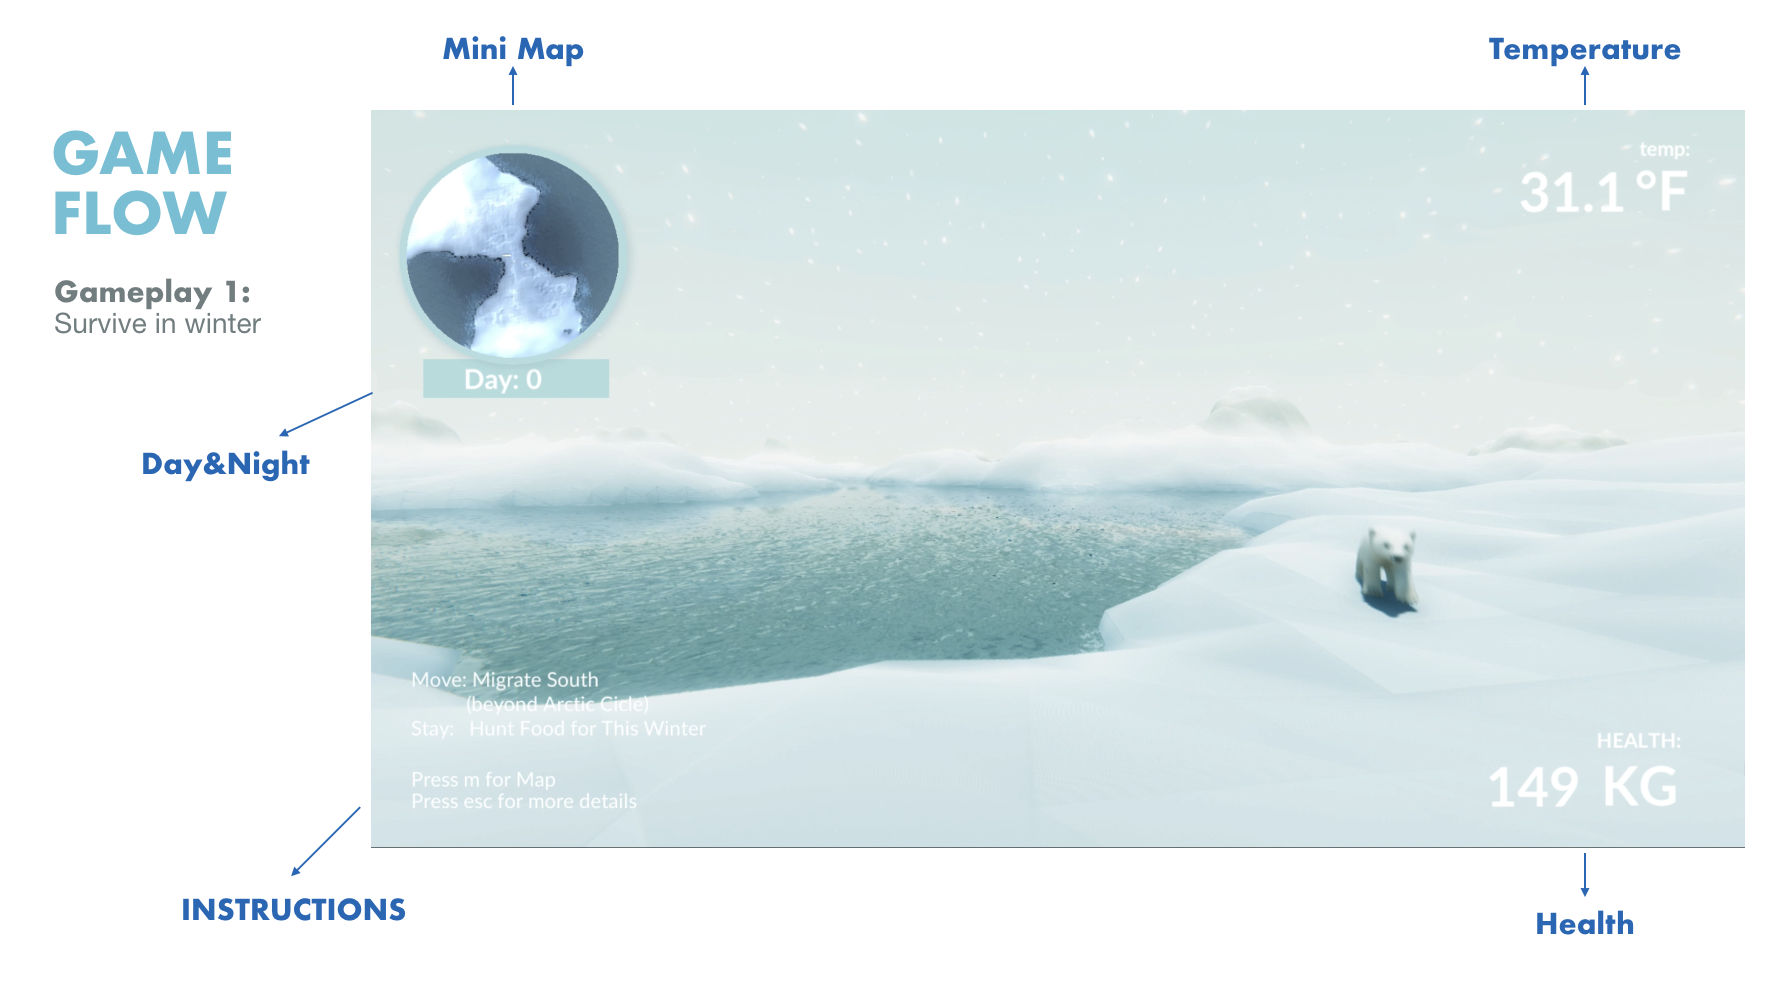 Mini Map
Temperature
GAME
FLOW
Gameplay 1:
Survive in winter
temp:
31.1 °F
Day: 0
Day&Night
Move: Migrate South
(beyond Arctic Cicle)
Stay: Hunt Food for This Winter
Press m for Map
Press esc for more details
HEALTH:
149 KG
INSTRUCTIONS
Health